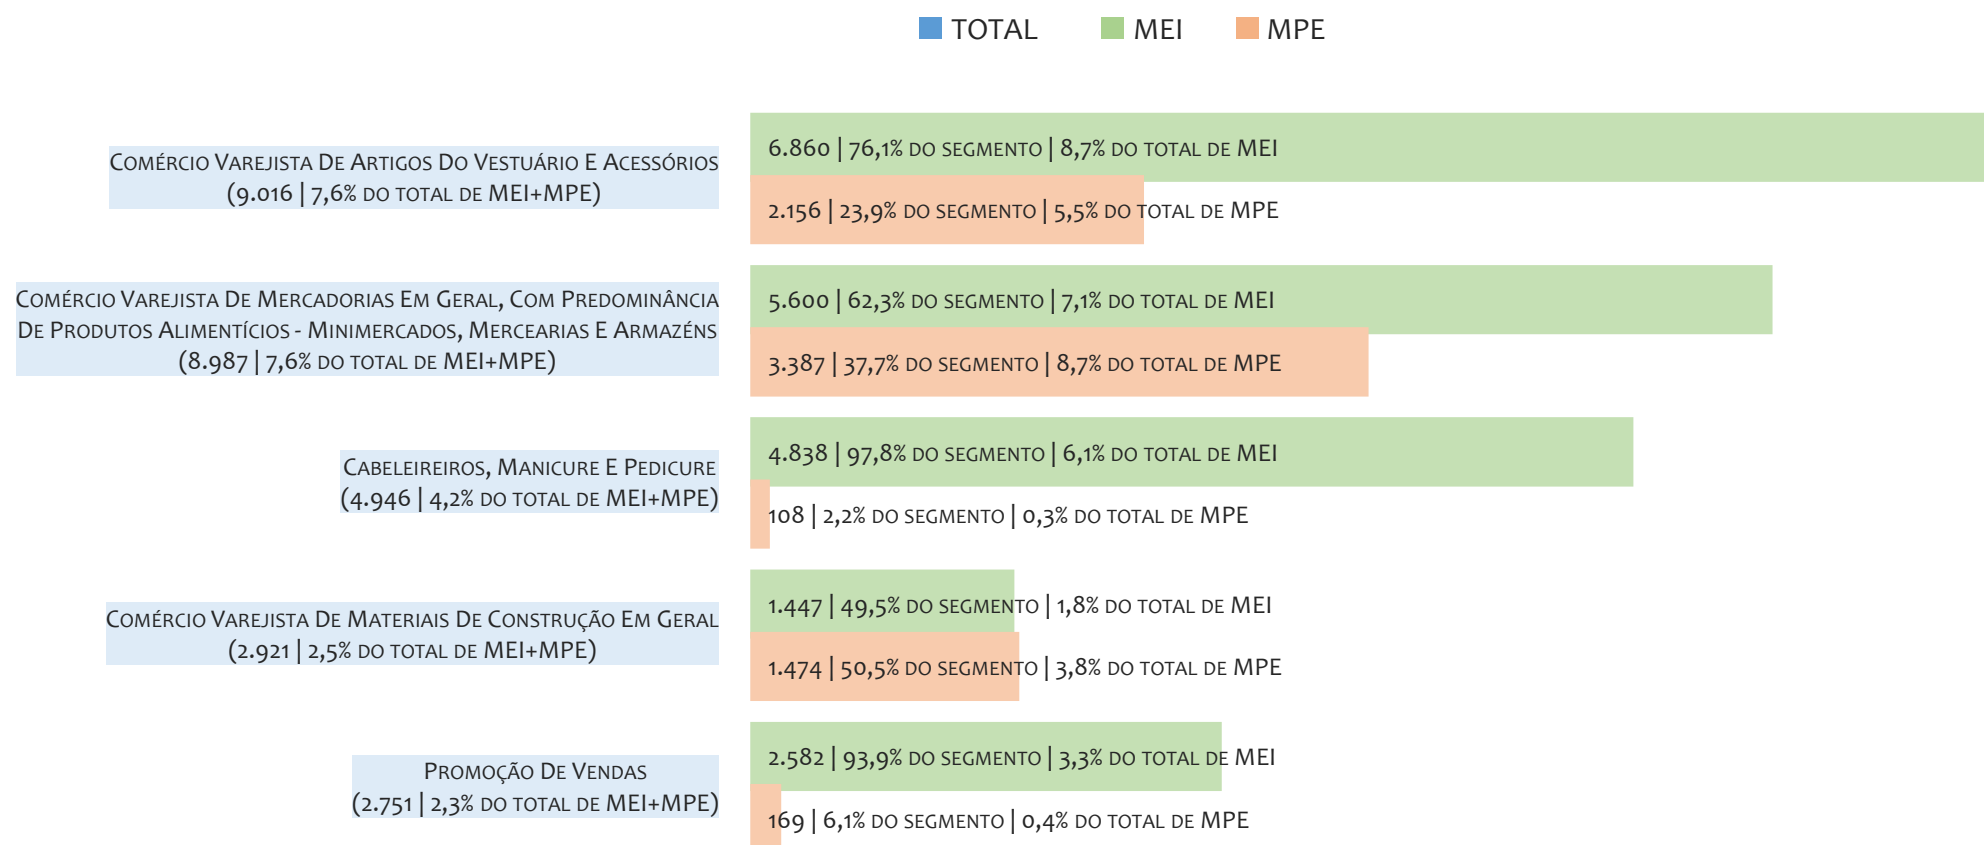 TOTAL MEI MPE
Comércio Varejista De Artigos Do Vestuário E Acessórios
(9.016 | 7,6% do total de MEI+MPE)
6.860 | 76,1% do segmento | 8,7% do total de MEI
2.156 | 23,9% do segmento | 5,5% do total de MPE
Comércio Varejista De Mercadorias Em Geral, Com Predominância
De Produtos Alimentícios - Minimercados, Mercearias E Armazéns
(8.987 | 7,6% do total de MEI+MPE)
5.600 | 62,3% do segmento | 7,1% do total de MEI
3.387 | 37,7% do segmento | 8,7% do total de MPE
Cabeleireiros, Manicure E Pedicure
(4.946 | 4,2% do total de MEI+MPE)
4.838 | 97,8% do segmento | 6,1% do total de MEI
108 | 2,2% do segmento | 0,3% do total de MPE
Comércio Varejista De Materiais De Construção Em Geral
(2.921 | 2,5% do total de MEI+MPE)
1.447 | 49,5% do segmento | 1,8% do total de MEI
1.474 | 50,5% do segmento | 3,8% do total de MPE
Promoção De Vendas
(2.751 | 2,3% do total de MEI+MPE)
2.582 | 93,9% do segmento | 3,3% do total de MEI
169 | 6,1% do segmento | 0,4% do total de MPE